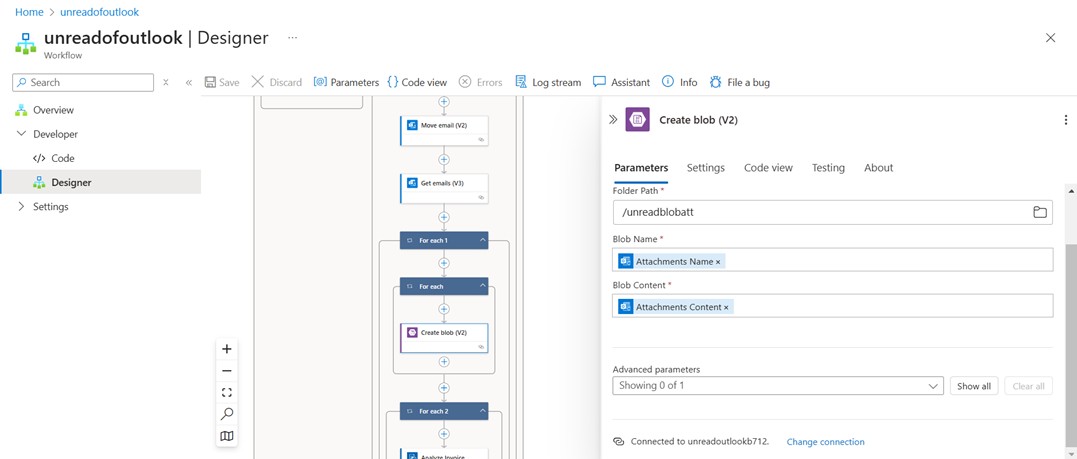 Home > unreadofoutlook
unreadofoutlook | Designer ...
Workflow
Search
Overview
Developer
</> Code
Designer
Settings
Save
Discard
[@] Parameters
{} Code view
Errors
Log stream
Assistant
Info
File a bug
Move email (V2)
Get emails (V3)
For each 1
For each
Create blob (V2)
For each 2
Analyze Invoice
Create blob (V2)
Parameters
Settings
Code view
Testing
About
Folder Path *
/unreadblobatt
Blob Name *
Attachments Name ×
Blob Content *
Attachments Content ×
Advanced parameters
Showing 0 of 1
Show all
Clear all
Connected to unreadoutlookb712. Change connection